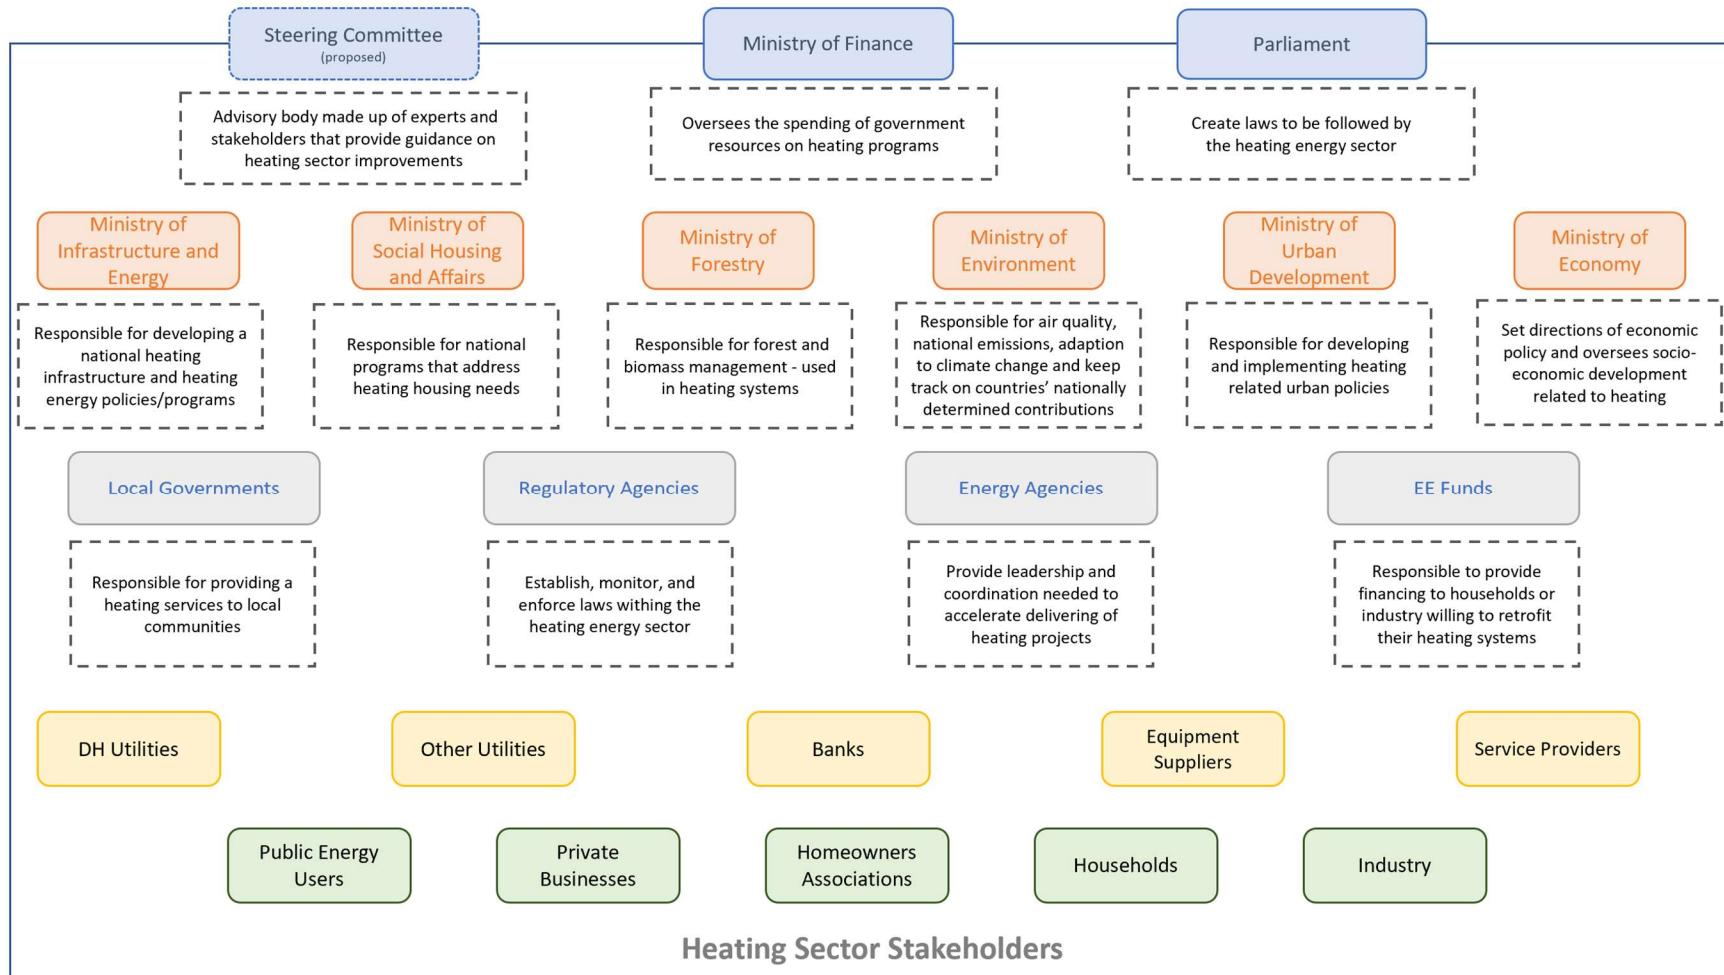 Steering Committee
(proposed)
Ministry of Finance
Parliament
Advisory body made up of experts and
stakeholders that provide guidance on
heating sector improvements
Oversees the spending of government
resources on heating programs
Create laws to be followed by
the heating energy sector
Ministry of
Infrastructure and
Energy
Ministry of
Social Housing
and Affairs
Ministry of
Forestry
Ministry of
Environment
Ministry of
Urban
Development
Ministry of
Economy
Responsible for developing a
national heating
infrastructure and heating
energy policies/programs
Responsible for national
programs that address
heating housing needs
Responsible for forest and
biomass management - used
in heating systems
Responsible for air quality,
national emissions, adaption
to climate change and keep
track on countries’ nationally
determined contributions
Responsible for developing
and implementing heating
related urban policies
Set directions of economic
policy and oversees socio-
economic development
related to heating
Local Governments
Regulatory Agencies
Energy Agencies
EE Funds
Responsible for providing a
heating services to local
communities
Establish, monitor, and
enforce laws withing the
heating energy sector
Provide leadership and
coordination needed to
accelerate delivering of
heating projects
Responsible to provide
financing to households or
industry willing to retrofit
their heating systems
DH Utilities
Other Utilities
Banks
Equipment
Suppliers
Service Providers
Public Energy
Users
Private
Businesses
Homeowners
Associations
Households
Industry
Heating Sector Stakeholders